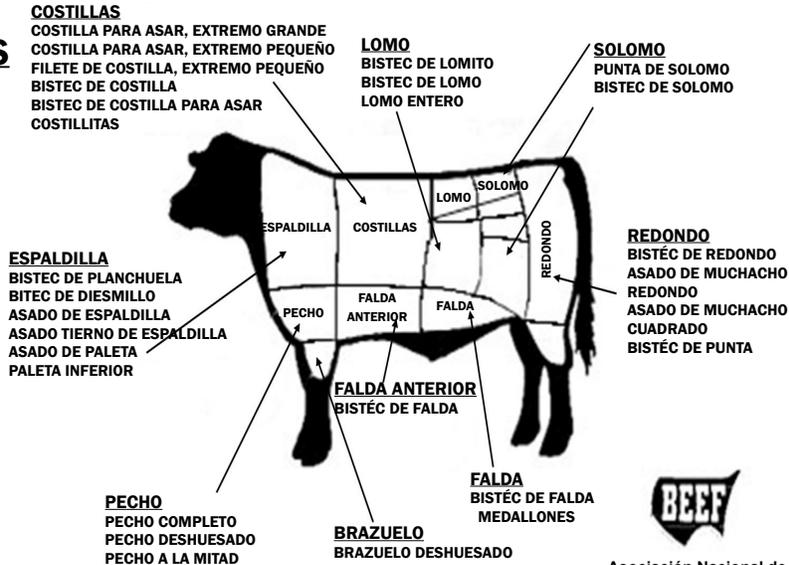 S
COSTILLAS
COSTILLA PARA ASAR, EXTREMO GRANDE
COSTILLA PARA ASAR, EXTREMO PEQUEÑO
FILETE DE COSTILLA, EXTREMO PEQUEÑO
BISTEC DE COSTILLA
BISTEC DE COSTILLA PARA ASAR
COSTILLITAS
LOMO
BISTEC DE LOMITO
BISTEC DE LOMO
LOMO ENTERO
SOLOMO
PUNTA DE SOLOMO
BISTEC DE SOLOMO
ESPALDILLA
COSTILLAS
LOMO
SOLOMO
REDONDO
PECHO
FALDA
ANTERIOR
FALDA
ESPALDILLA
BISTEC DE PLANCHUELA
BITEC DE DIESMILLO
ASADO DE ESPALDILLA
ASADO TIERNO DE ESPALDILLA
ASADO DE PALETA
PALETA INFERIOR
REDONDO
BISTÉC DE REDONDO
ASADO DE MUCHACHO
REDONDO
ASADO DE MUCHACHO
CUADRADO
BISTÉC DE PUNTA
FALDA ANTERIOR
BISTÉC DE FALDA
FALDA
BISTÉC DE FALDA
MEDALLONES
PECHO
PECHO COMPLETO
PECHO DESHUESADO
PECHO A LA MITAD
BRAZUELO
BRAZUELO DESHUESADO
BEEF
Asociación Nacional de